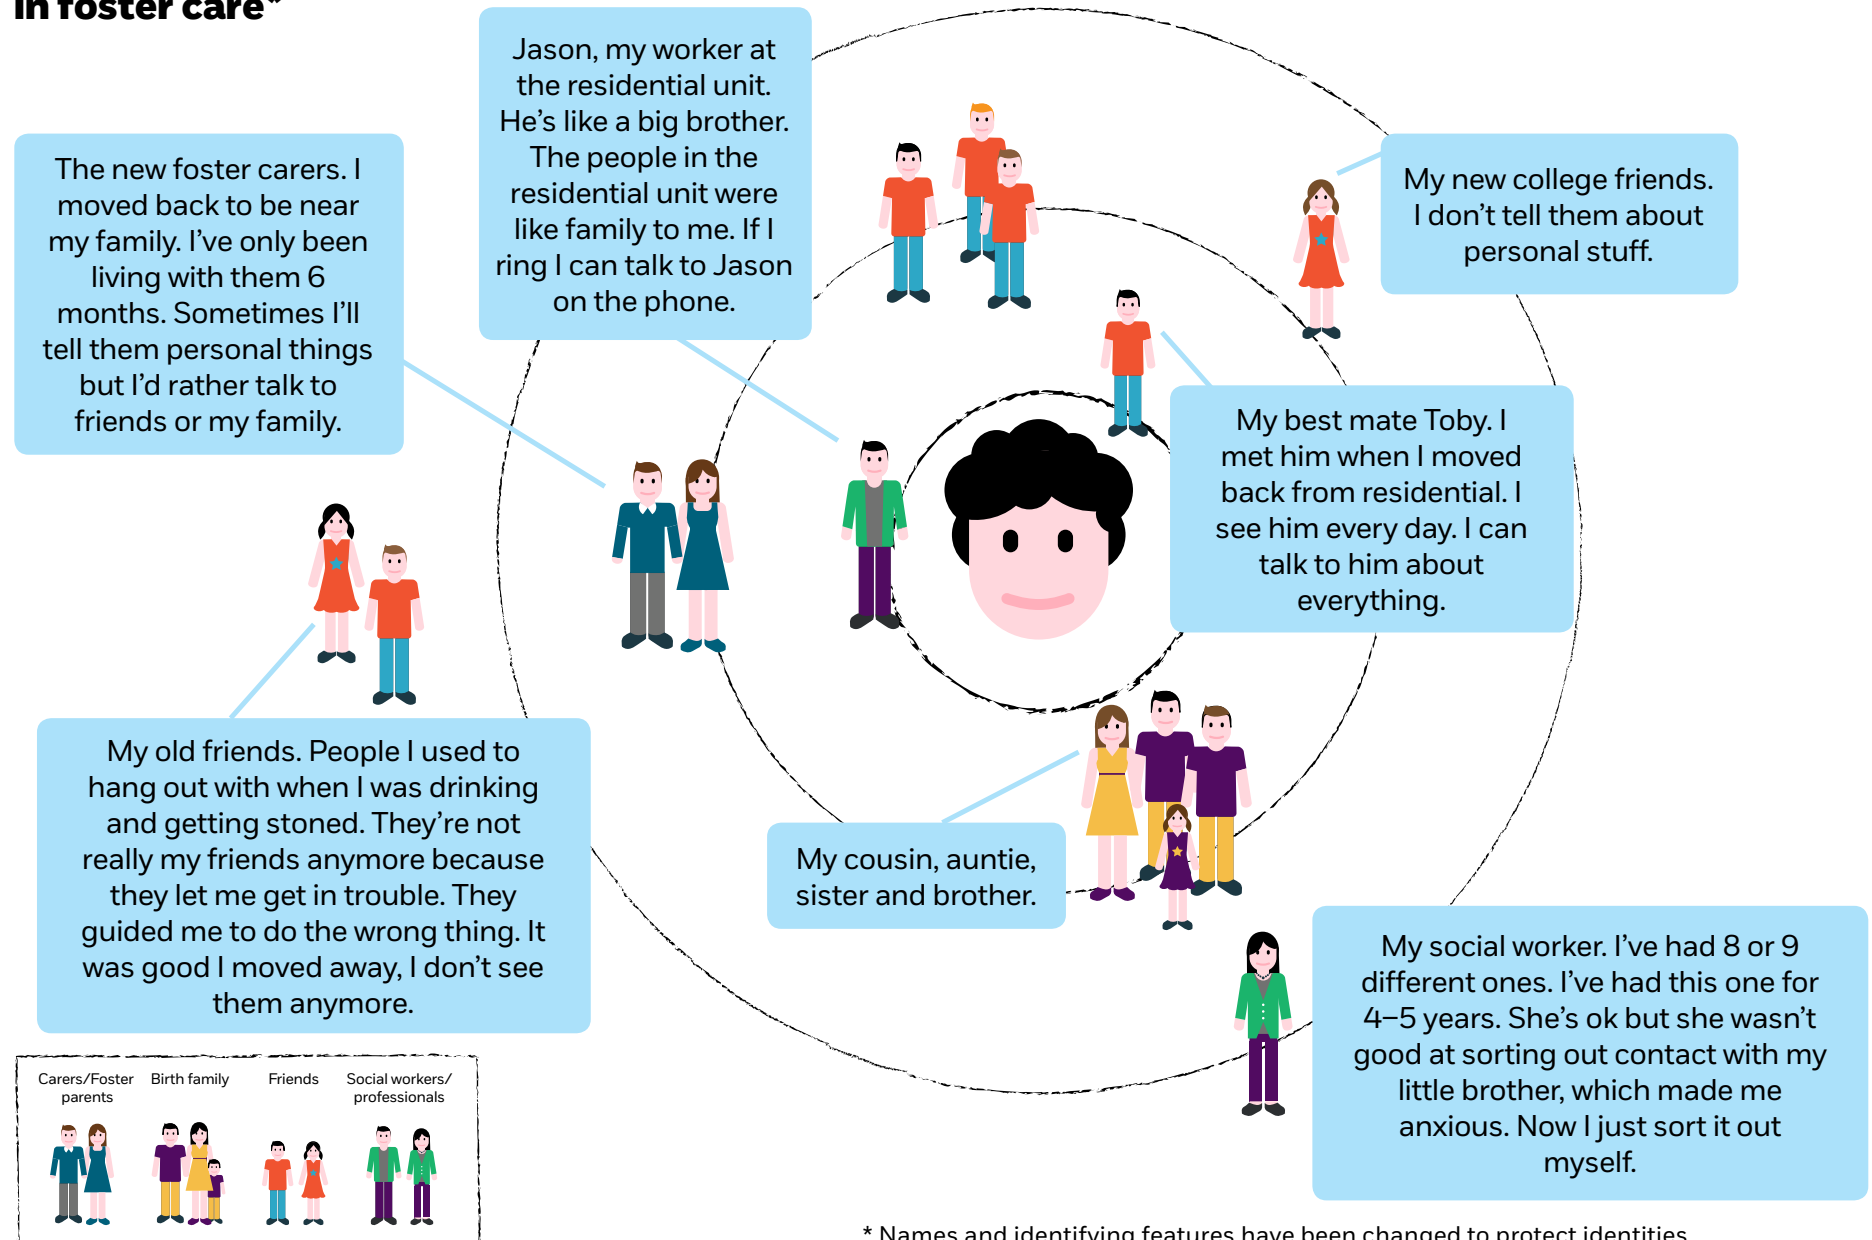 in foster care*
Jason, my worker at
the residential unit.
He's like a big brother.
The people in the
residential unit were
like family to me. If I
ring I can talk to Jason
on the phone.
The new foster carers. I
moved back to be near
my family. I've only been
living with them 6
months. Sometimes I'll
tell them personal things
but I'd rather talk to
friends or my family.
My new college friends.
I don't tell them about
personal stuff.
My best mate Toby. I
met him when I moved
back from residential. I
see him every day. I can
talk to him about
everything.
My old friends. People I used to
hang out with when I was drinking
and getting stoned. They're not
really my friends anymore because
they let me get in trouble. They
guided me to do the wrong thing. It
was good I moved away, I don't see
them anymore.
My cousin, auntie,
sister and brother.
My social worker. I've had 8 or 9
different ones. I've had this one for
4–5 years. She's ok but she wasn't
good at sorting out contact with my
little brother, which made me
anxious. Now I just sort it out
myself.
Carers/Foster
parents
Birth family
Friends
Social workers/
professionals
* Names and identifying features have been changed to protect identities